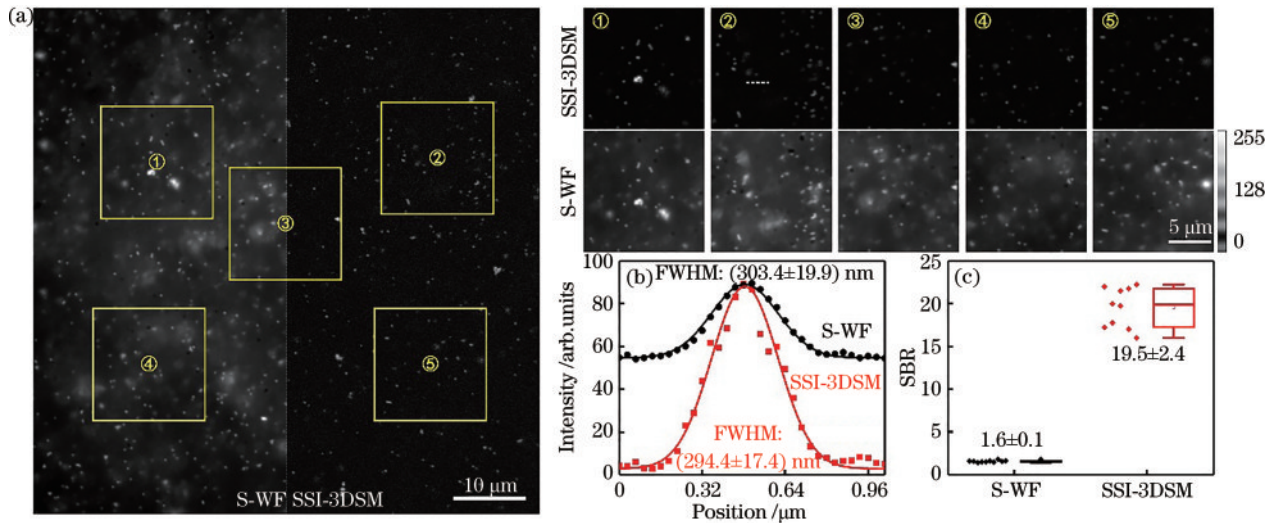 (a)
①
②
③
④
⑤
S-WF SSI-3DSM
10 μm
① ② ③ ④ ⑤
SSI-3DSM
S-WF
255
128
0
5 μm
(b)
FWHM: (303.4±19.9) nm
S-WF
SSI-3DSM
FWHM:
(294.4±17.4) nm
Intensity /arb.units
100
80
60
40
20
0
0 0.32 0.64 0.96
Position /μm
(c)
SBR
25
20
15
10
5
0
19.5±2.4
1.6±0.1
S-WF SSI-3DSM